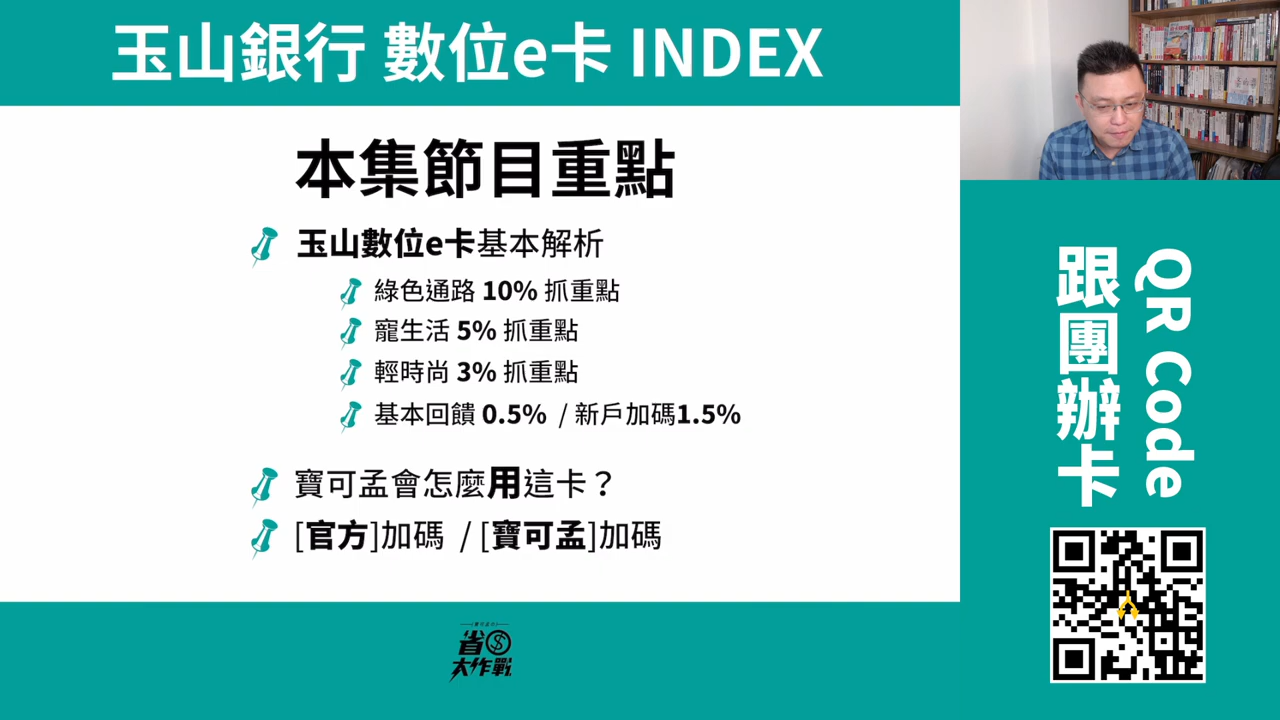 玉山銀行 數位e卡 INDEX
本集節目重點
玉山數位e卡基本解析
綠色通路 10% 抓重點
寵生活 5% 抓重點
輕時尚 3% 抓重點
基本回饋 0.5% / 新戶加碼1.5%
寶可孟會怎麼用這卡？
[官方]加碼 / [寶可孟]加碼
QR Code
跟團辦卡
省$
大作戰